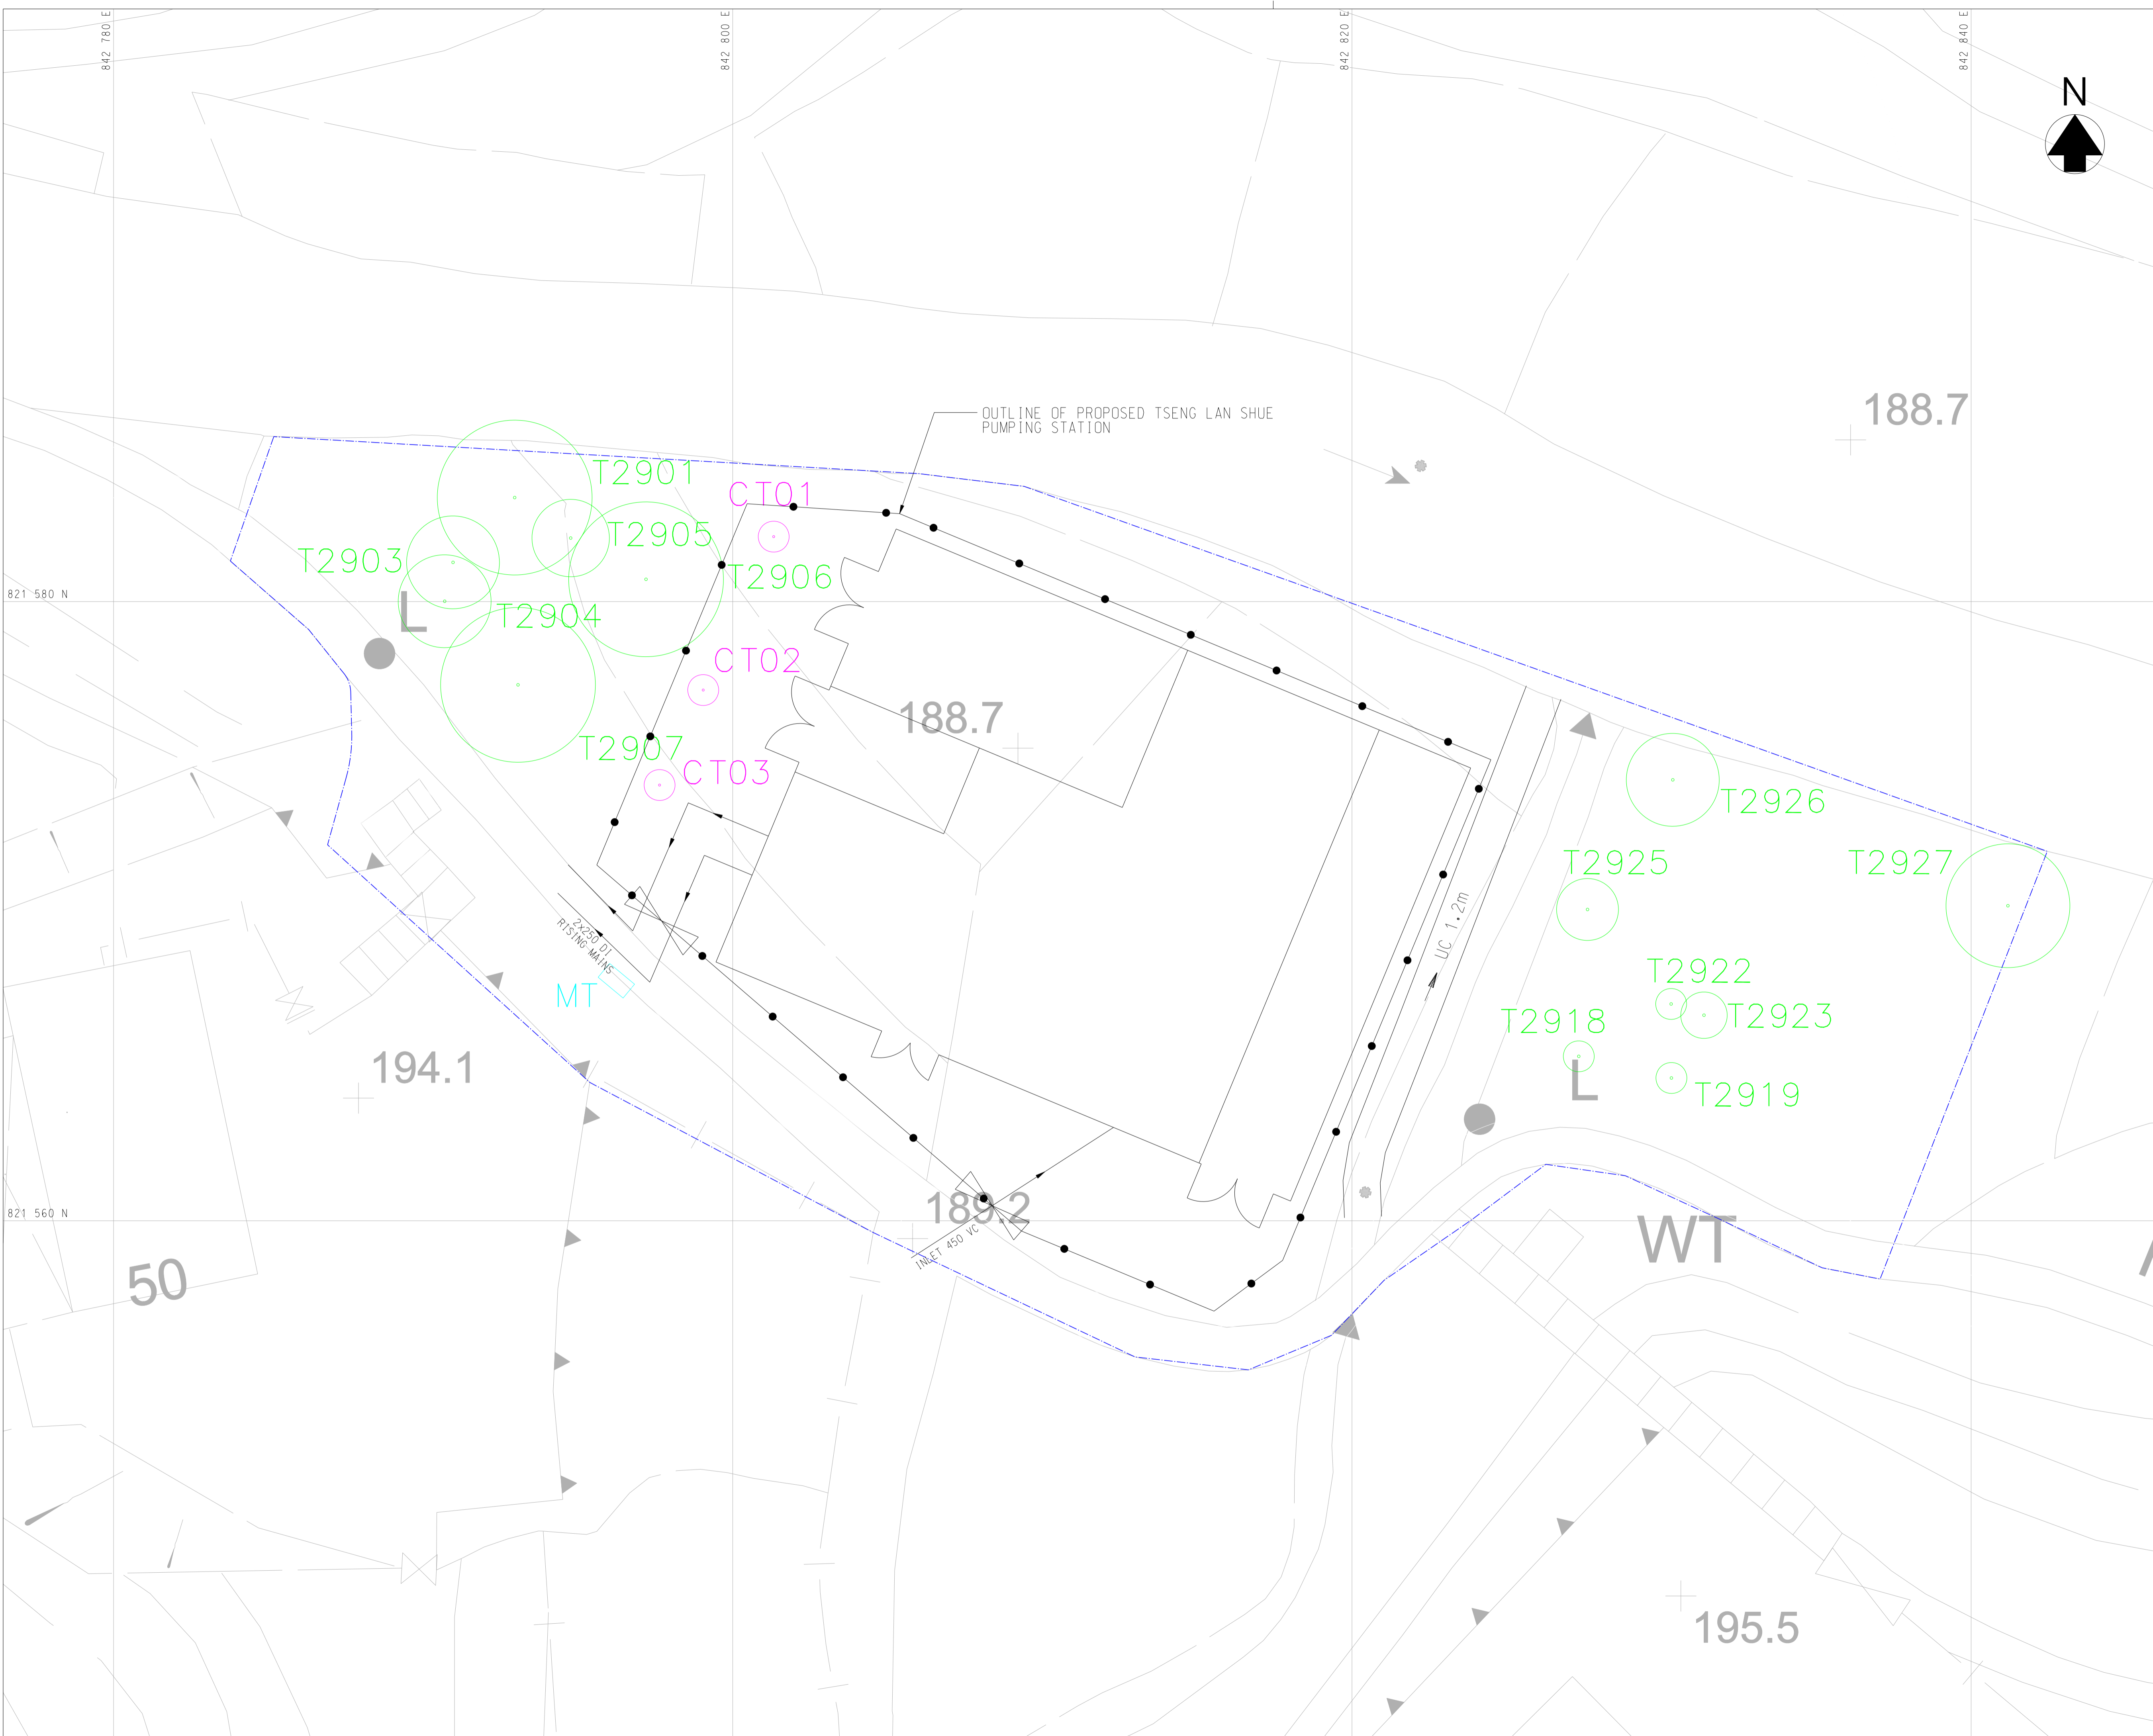 842 780 E
842 800 E
842 820 E
842 840 E
N
188.7
OUTLINE OF PROPOSED TSENG LAN SHUE
PUMPING STATION
T2901
CT01
T2905
T2903
T2906
821 580 N
L
T2904
CT02
188.7
T2907
CT03
T2926
T2925
T2927
2x250 DI
RISING MAINS
UC 1.2m
MT
T2922
T2923
T2918
194.1
L
T2919
189.2
821 560 N
INLET 450 VC
WT
50
195.5